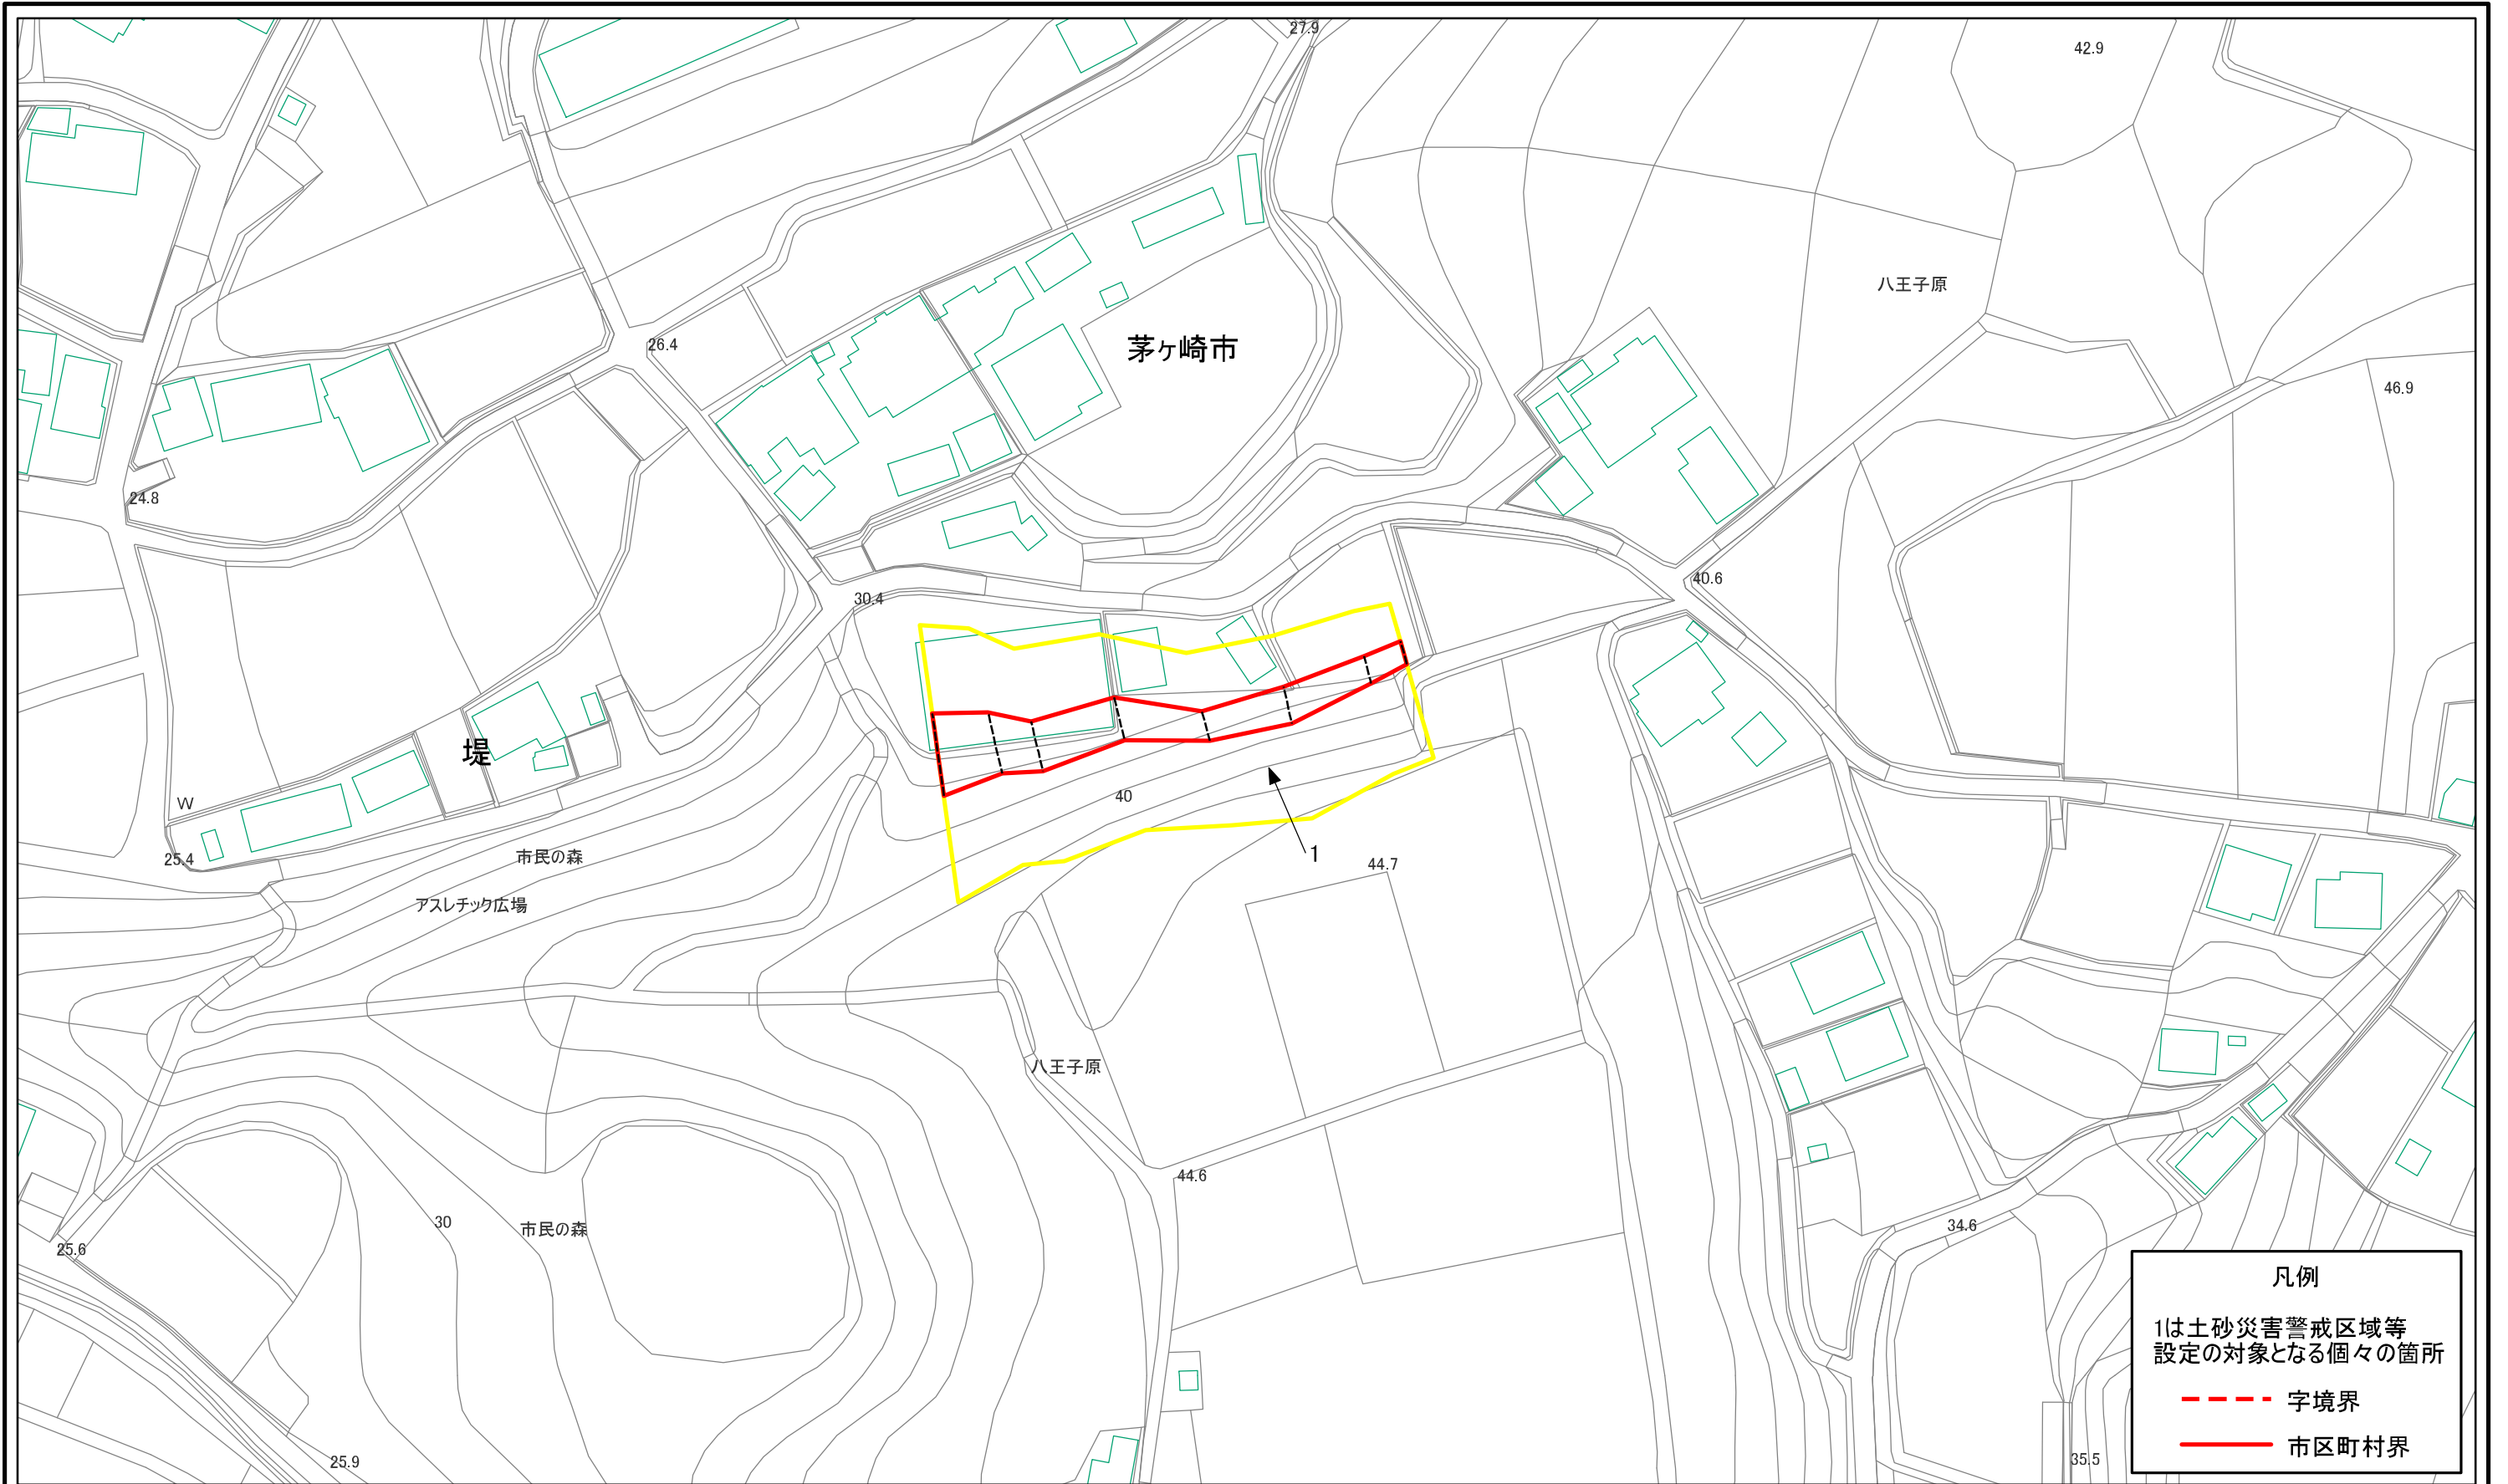 27.9
42.9
八王子原
茅ヶ崎市
26.4
46.9
24.8
40.6
30.4
堤
W
40
25.4
市民の森
1
44.7
アスレチック広場
八王子原
44.6
30
市民の森
34.6
25.6
凡例
1は土砂災害警戒区域等
設定の対象となる個々の箇所
字境界
市区町村界
25.9
35.5